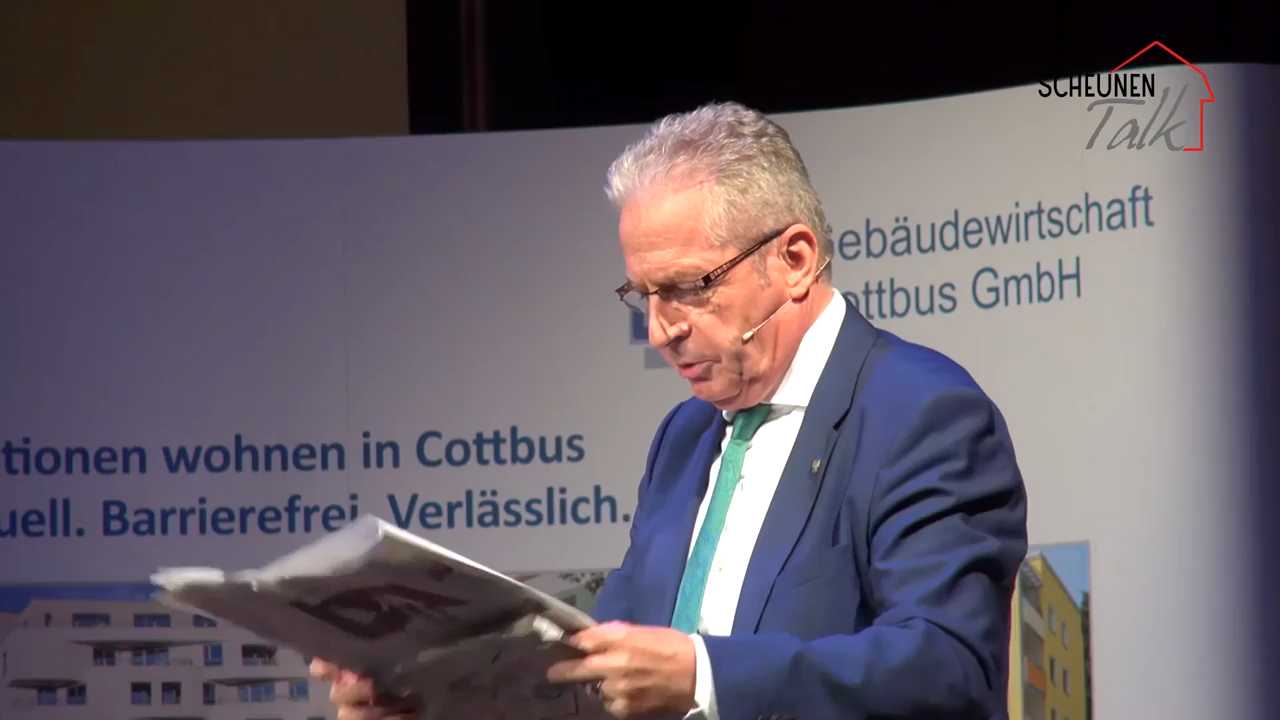 SCHEUNEN
Talk
ebäudewirtschaft
ottbus GmbH
tionen wohnen in Cottbus
uell. Barrierefrei. Verlässlich.